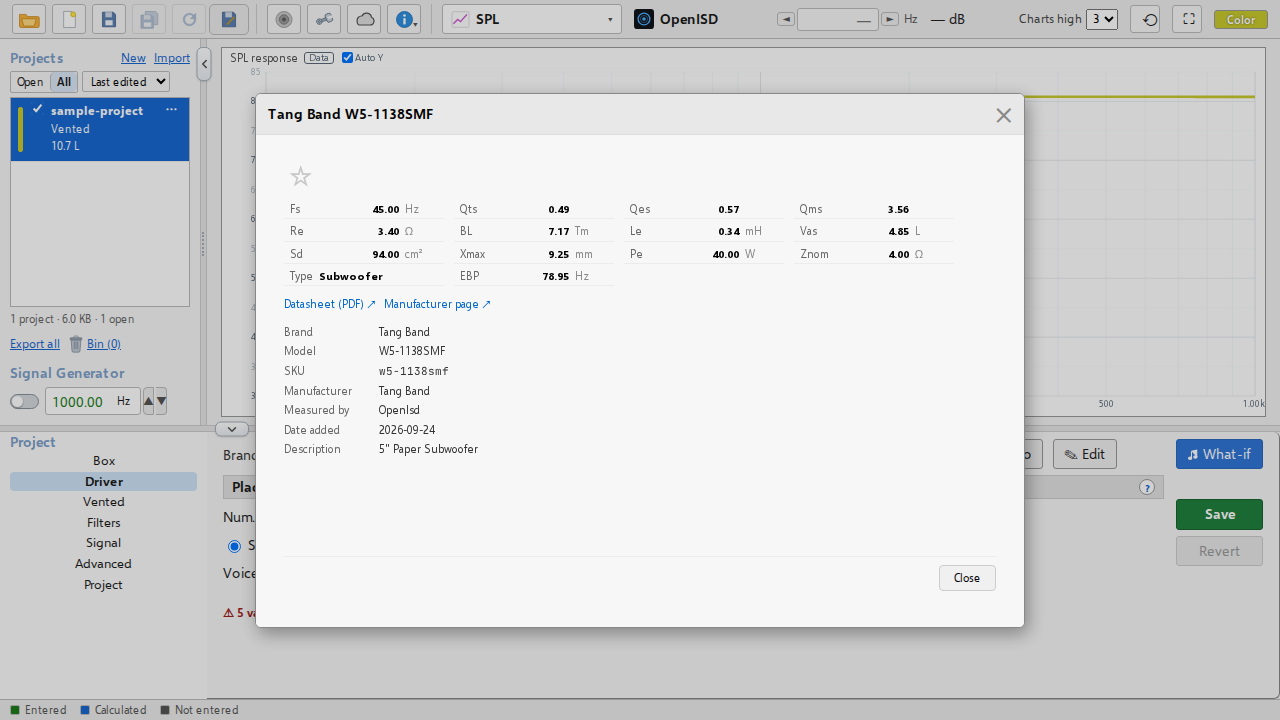 SPL
OpenISD
—
Hz
— dB
Charts high
3
Color
Projects
New
Import
Open
All
Last edited
sample-project
...
Vented
10.7 L
1 project · 6.0 KB · 1 open
Export all
Bin (0)
Signal Generator
1000.00 Hz
SPL response
Data
Auto Y
85
500
1.00k
Tang Band W5-1138SMF
Fs 45.00 Hz
Qts 0.49
Qes 0.57
Qms 3.56
Re 3.40 Ω
BL 7.17 Tm
Le 0.34 mH
Vas 4.85 L
Sd 94.00 cm²
Xmax 9.25 mm
Pe 40.00 W
Znom 4.00 Ω
Type Subwoofer
EBP 78.95 Hz
Datasheet (PDF) ↗ Manufacturer page ↗
Brand Tang Band
Model W5-1138SMF
SKU w5-1138smf
Manufacturer Tang Band
Measured by OpenIsd
Date added 2026-09-24
Description 5" Paper Subwoofer
Close
Project
Box
Driver
Vented
Filters
Signal
Advanced
Project
Edit
What-if
?
Num.
Save
Revert
⚠ 5
Entered
Calculated
Not entered